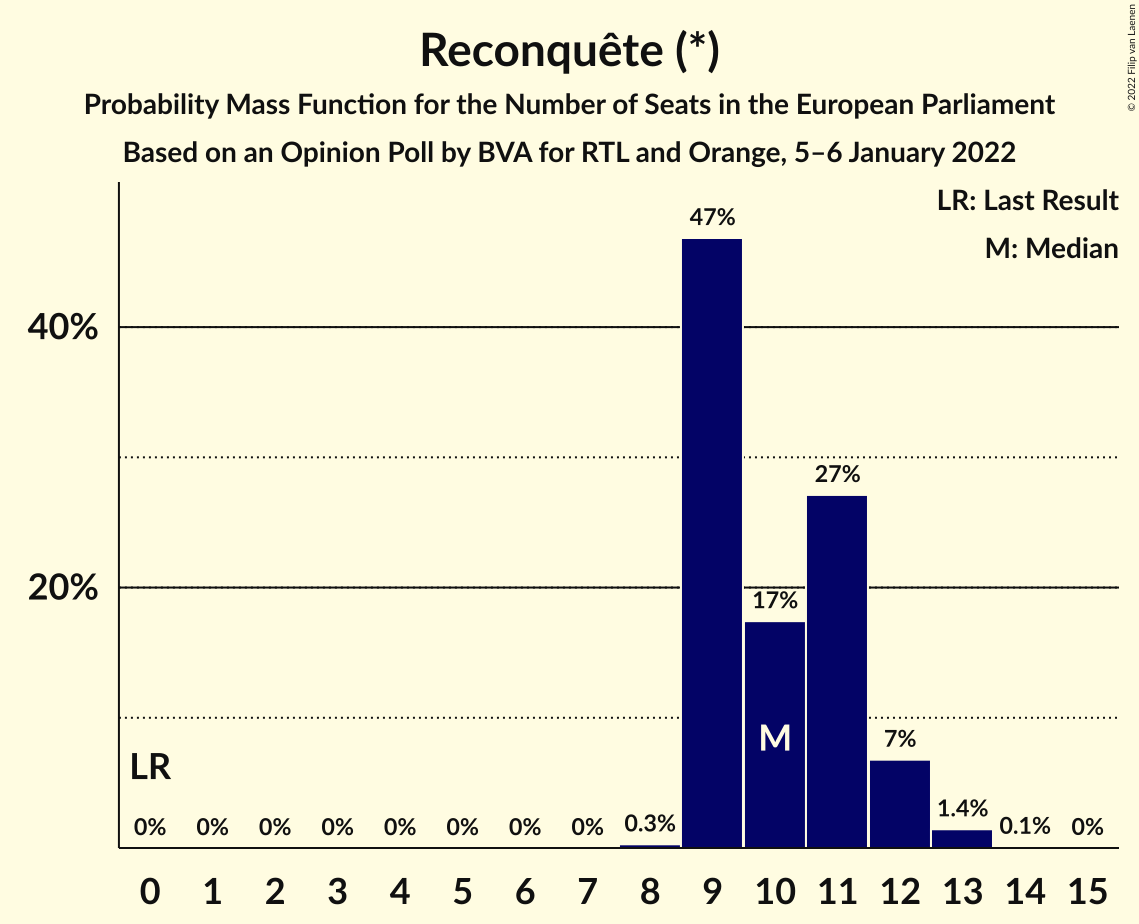 Reconquête (*)
Probability Mass Function for the Number of Seats in the European Parliament
Based on an Opinion Poll by BVA for RTL and Orange, 5–6 January 2022
© 2022 Filip van Laenen
LR: Last Result
M: Median
47%
40%
27%
20%
17%
M
7%
LR
0% 0% 0% 0% 0% 0% 0% 0% 0.3% 1.4% 0.1% 0%
0 1 2 3 4 5 6 7 8 9 10 11 12 13 14 15